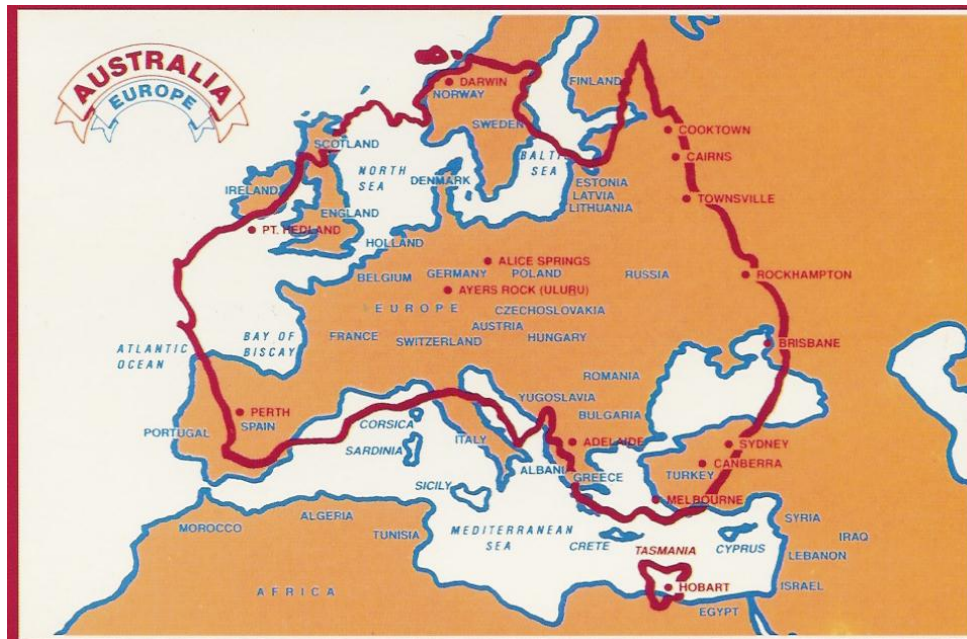 AUSTRALIA
EUROPE
DARWIN
NORWAY
FINLAND
SWEDEN
SCOTLAND
COOKTOWN
NORTH
SEA
BALTIC
SEA
CAIRNS
DENMARK
ESTONIA
LATVIA
LITHUANIA
IRELAND
TOWNSVILLE
ENGLAND
PT. HEDLAND
HOLLAND
ALICE SPRINGS
BELGIUM
GERMANY
POLAND
RUSSIA
ROCKHAMPTON
AYERS ROCK (ULURU)
EUROPE
CZECHOSLOVAKIA
AUSTRIA
BAY OF
BISCAY
FRANCE
SWITZERLAND
HUNGARY
BRISBANE
ATLANTIC
OCEAN
ROMANIA
YUGOSLAVIA
BULGARIA
PERTH
SPAIN
PORTUGAL
CORSICA
ITALY
ADELAIDE
SYDNEY
SARDINIA
ALBANI
GREECE
TURKEY
CANBERRA
SICILY
MELBOURNE
MOROCCO
ALGERIA
TUNISIA
MEDITERRANEAN
SEA
CRETE
TASMANIA
CYPRUS
SYRIA
IRAQ
LEBANON
AFRICA
HOBART
ISRAEL
EGYPT